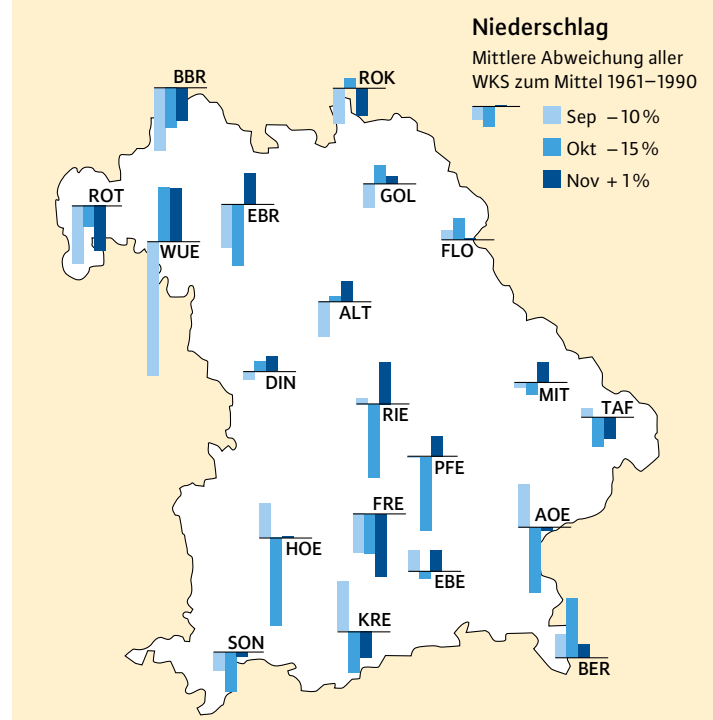 Niederschlag
Mittlere Abweichung aller
WKS zum Mittel 1961–1990
Sep –10 %
Okt –15 %
Nov +1 %
BBR
ROK
ROT
GOL
EBR
WUE
FLO
ALT
DIN
MIT
RIE
TAF
PFE
FRE
AOE
HOE
EBE
KRE
SON
BER